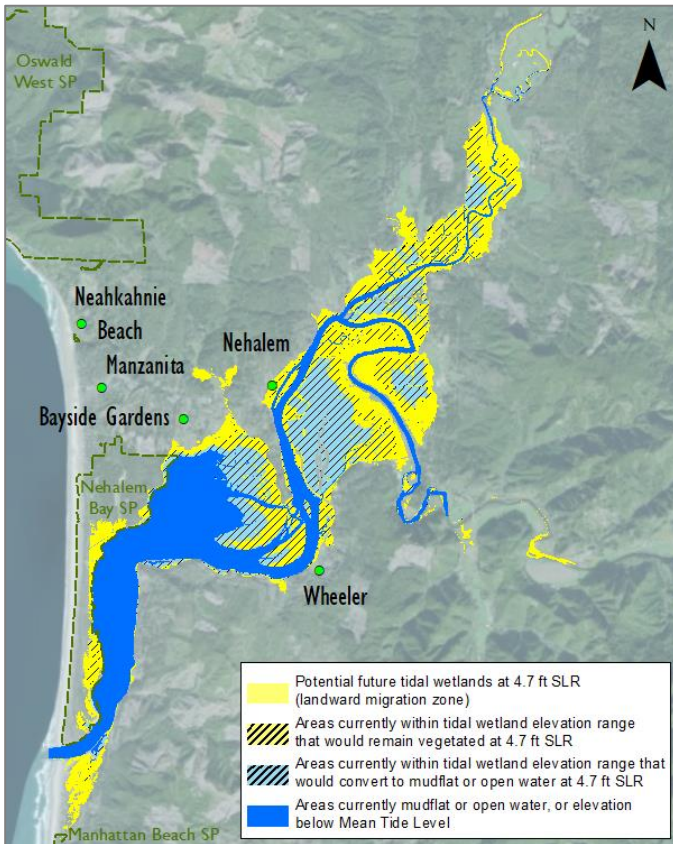 N
Oswald
West SP
Neahkahnie
Beach
Manzanita
Nehalem
Bayside Gardens
Nehalem
Bay SP
Wheeler
Potential future tidal wetlands at 4.7 ft SLR
(landward migration zone)
Areas currently within tidal wetland elevation range
that would remain vegetated at 4.7 ft SLR
Areas currently within tidal wetland elevation range that
would convert to mudflat or open water at 4.7 ft SLR
Areas currently mudflat or open water, or elevation
below Mean Tide Level
Manhattan Beach SP